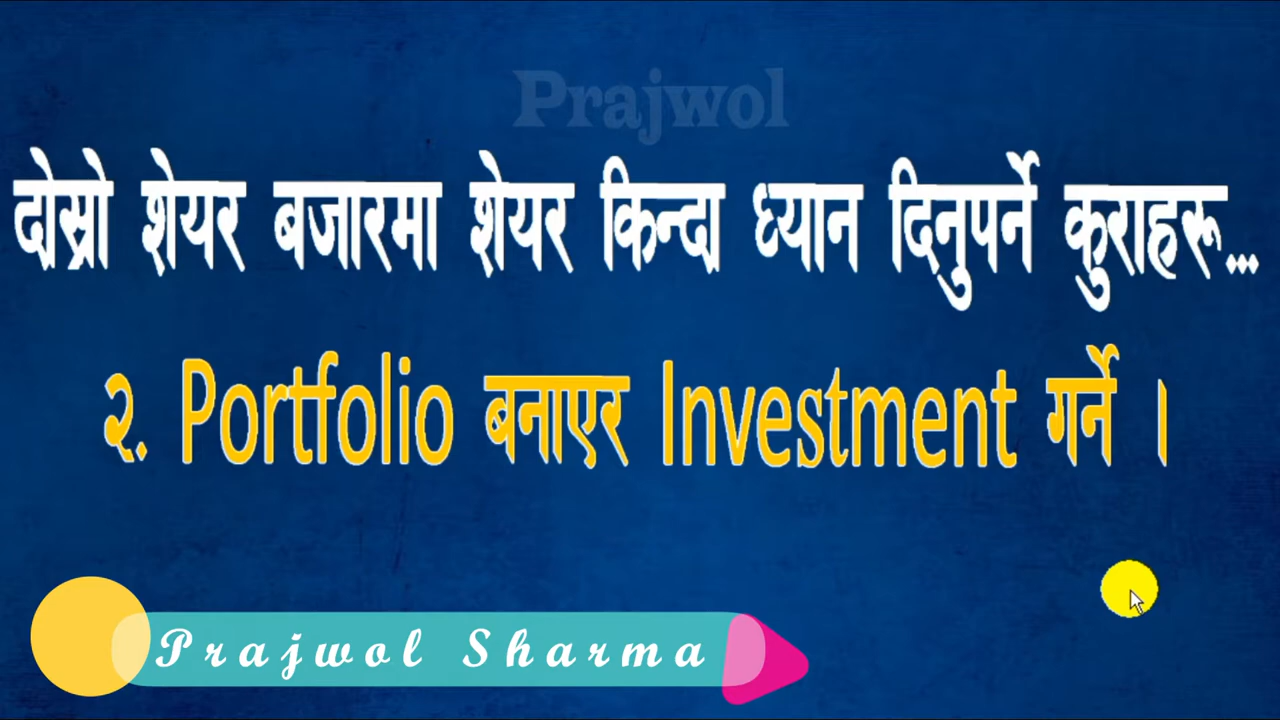 Prajwol
दोस्रो शेयर बजारमा शेयर किन्दा ध्यान दिनुपर्ने कुराहरू...
२. Portfolio बनाएर Investment गर्ने ।
Prajwol Sharma